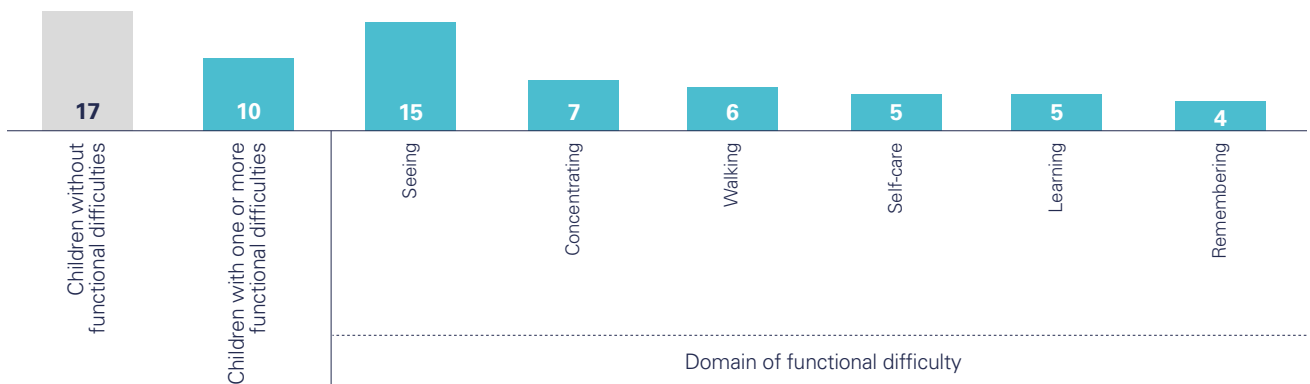 17
10
15
7
6
5
5
4
Children without
functional difficulties
Children with one or more
functional difficulties
Seeing
Concentrating
Walking
Self-care
Learning
Remembering
Domain of functional difficulty